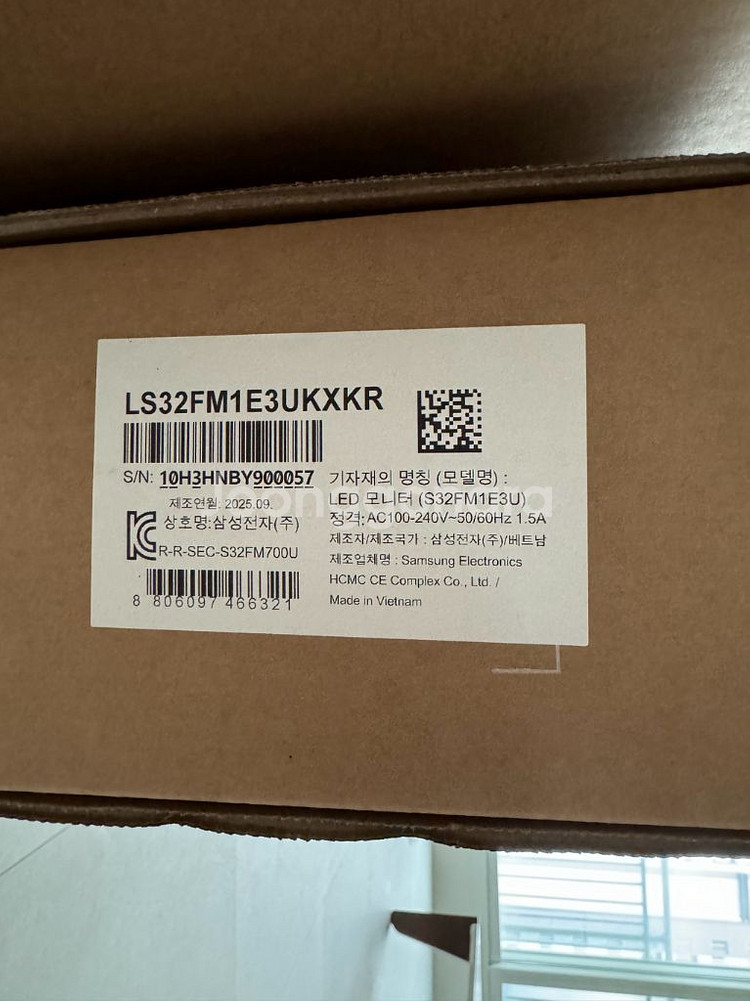 LS32FM1E3UKXKR
S/N: 10H3HNBY900057
제조연월: 2025.09.
상호명:삼성전자(주)
R-R-SEC-S32FM700U
8 806097 466321
기자재의 명칭 (모델명) :
LED 모니터 (S32FM1E3U)
정격: AC100-240V~50/60Hz 1.5A
제조자/제조국가 : 삼성전자(주)/베트남
제조업체명 : Samsung Electronics
HCMC CE Complex Co., Ltd. /
Made in Vietnam